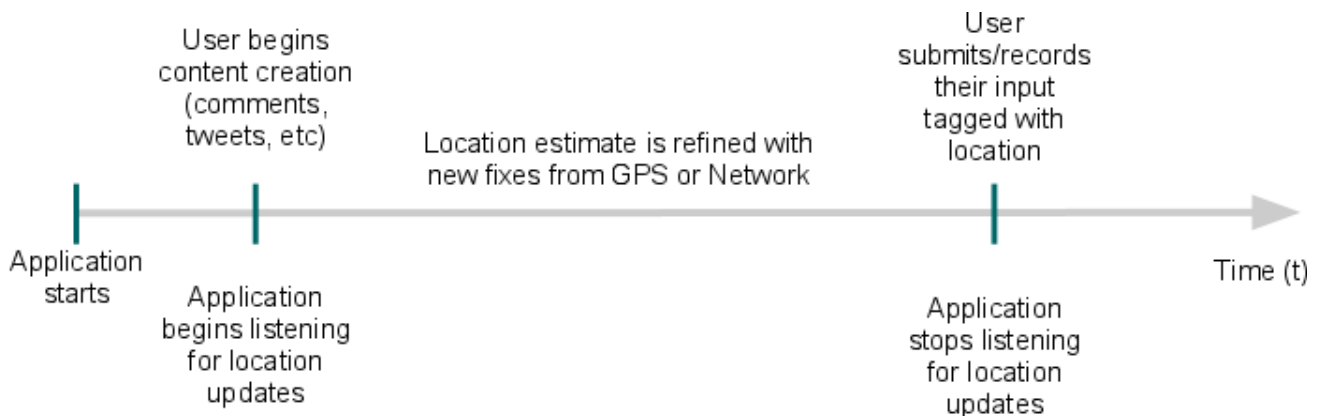 User begins
content creation
(comments,
tweets, etc)
User
submits/records
their input
tagged with
location
Location estimate is refined with
new fixes from GPS or Network
Application
starts
Application
begins listening
for location
updates
Application
stops listening
for location
updates
Time (t)